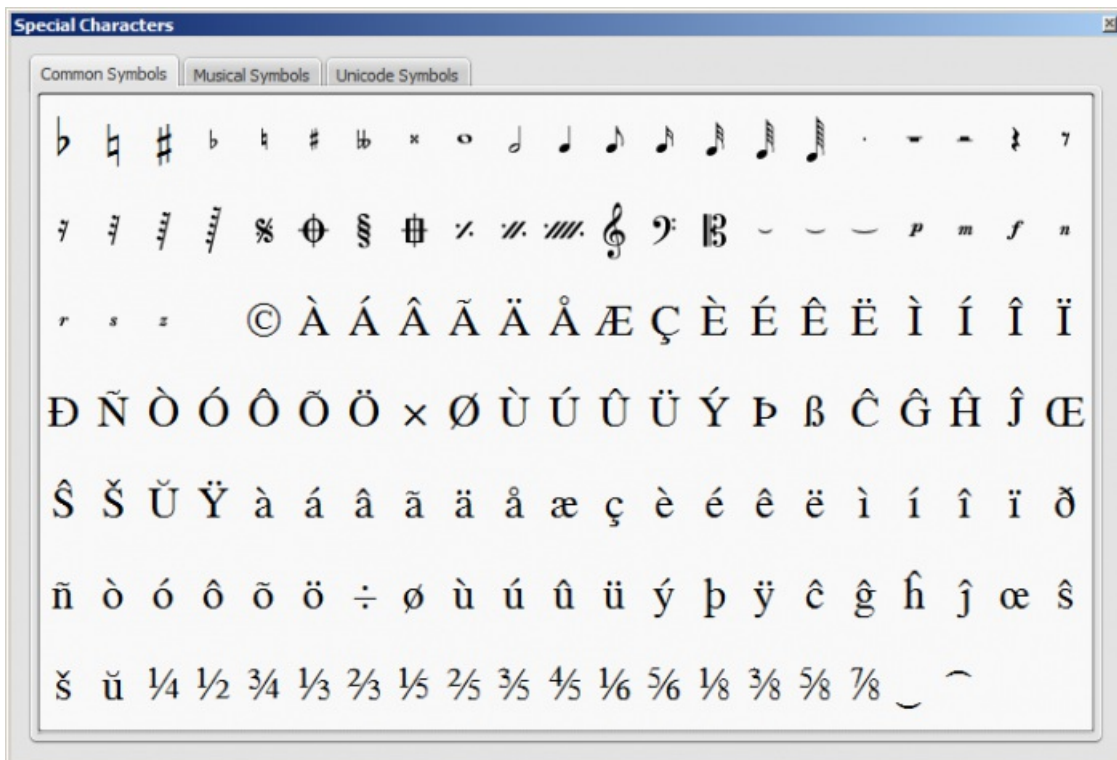 Special Characters
Common Symbols Musical Symbols Unicode Symbols
♭ ♮ ♯ ♭ ♮ ♯ 𝄫 𝄪 𝅝 𝅗𝅥 𝅘𝅥 𝅘𝅥𝅮 𝅘𝅥𝅯 𝅘𝅥𝅰 𝅘𝅥𝅱 𝅘𝅥𝅲 . 𝄻 𝄼 𝄽 𝄾
𝄿 𝅀 𝅁 𝅂 𝄋 𝄌 § 𝄞 𝄢 𝄡 p m f n
r s z © À Á Â Ã Ä Å Æ Ç È É Ê Ë Ì Í Î Ï
Ð Ñ Ò Ó Ô Õ Ö × Ø Ù Ú Û Ü Ý Þ ß Ĉ Ĝ Ĥ Ĵ Œ
Ŝ Š Ŭ Ÿ à á â ã ä å æ ç è é ê ë ì í î ï ð
ñ ò ó ô õ ö ÷ ø ù ú û ü ý þ ÿ ĉ ĝ ĥ ĵ œ ŝ
š ŭ ¼ ½ ¾ ⅓ ⅔ ⅕ ⅖ ⅗ ⅘ ⅙ ⅚ ⅛ ⅜ ⅝ ⅞ ‿ ⁀